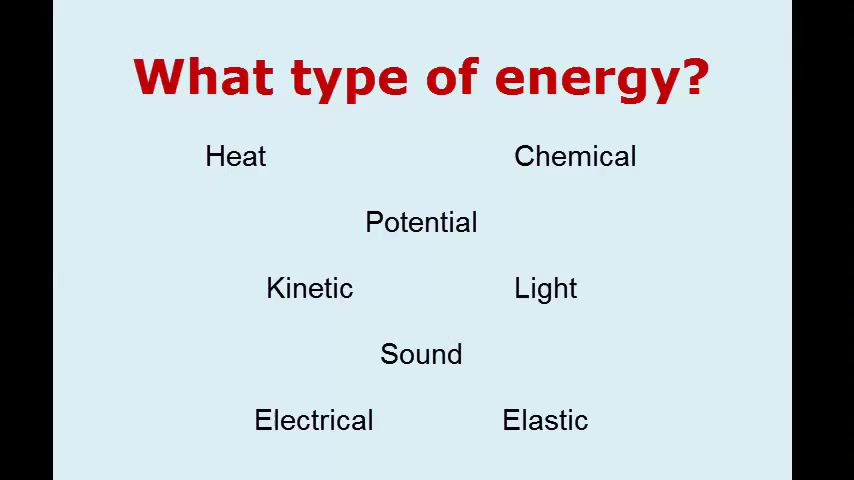 What type of energy?
Heat Chemical
Potential
Kinetic Light
Sound
Electrical Elastic